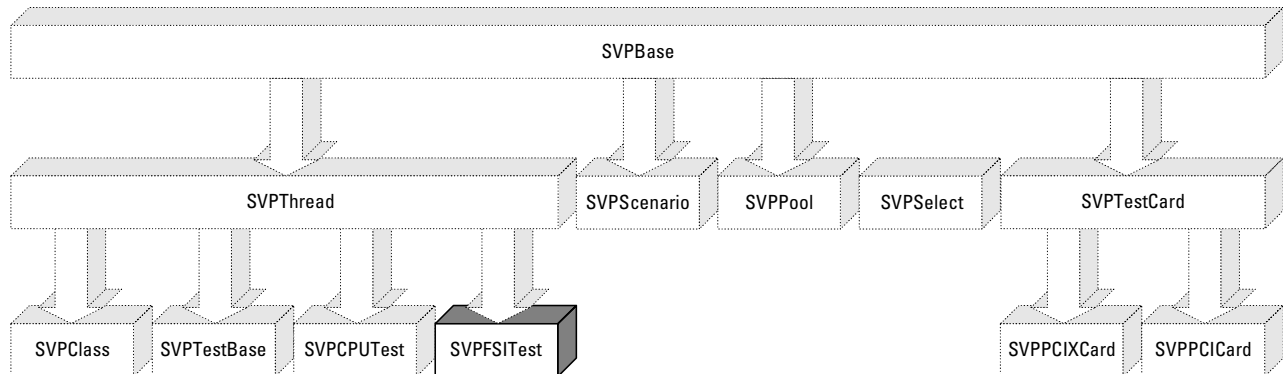 SVPBase
SVPThread
SVPScenario
SVPPool
SVPSelect
SVPTestCard
SVPClass
SVPTestBase
SVPCPUTest
SVPFSITest
SVPPCIXCard
SVPPCICard